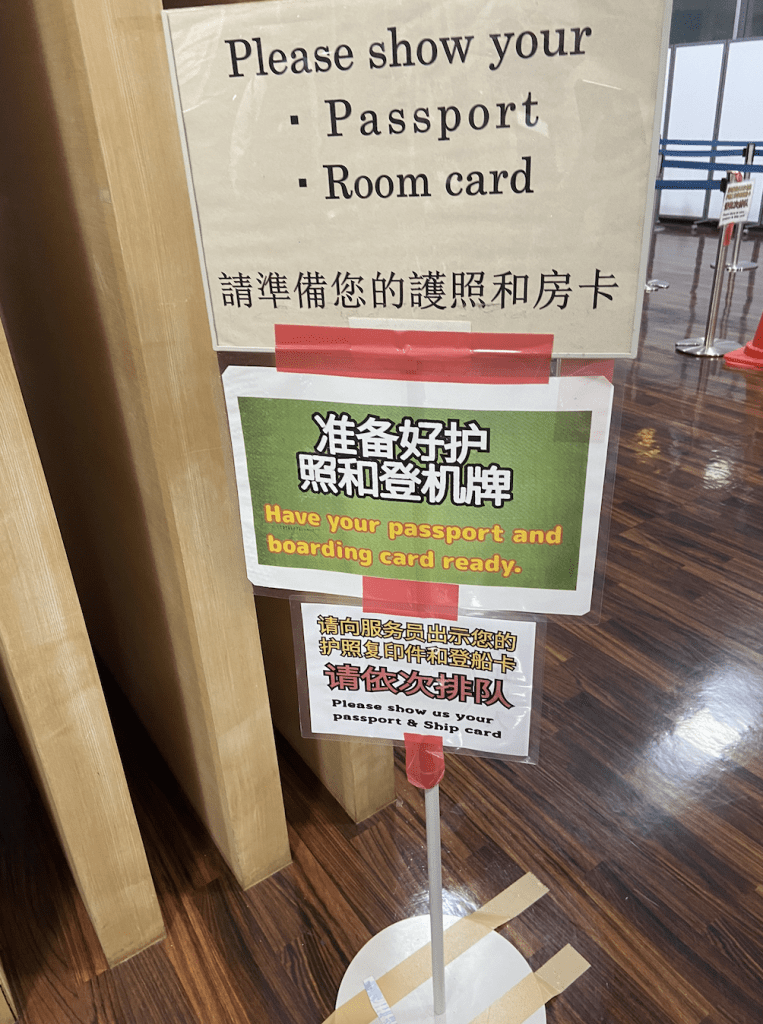 Please show your
▪ Passport
▪ Room card
請準備您的護照和房卡
准备好护
照和登机牌
Have your passport and
boarding card ready.
请向服务员出示您的
护照复印件和登船卡
请依次排队
Please show us your
passport & Ship card